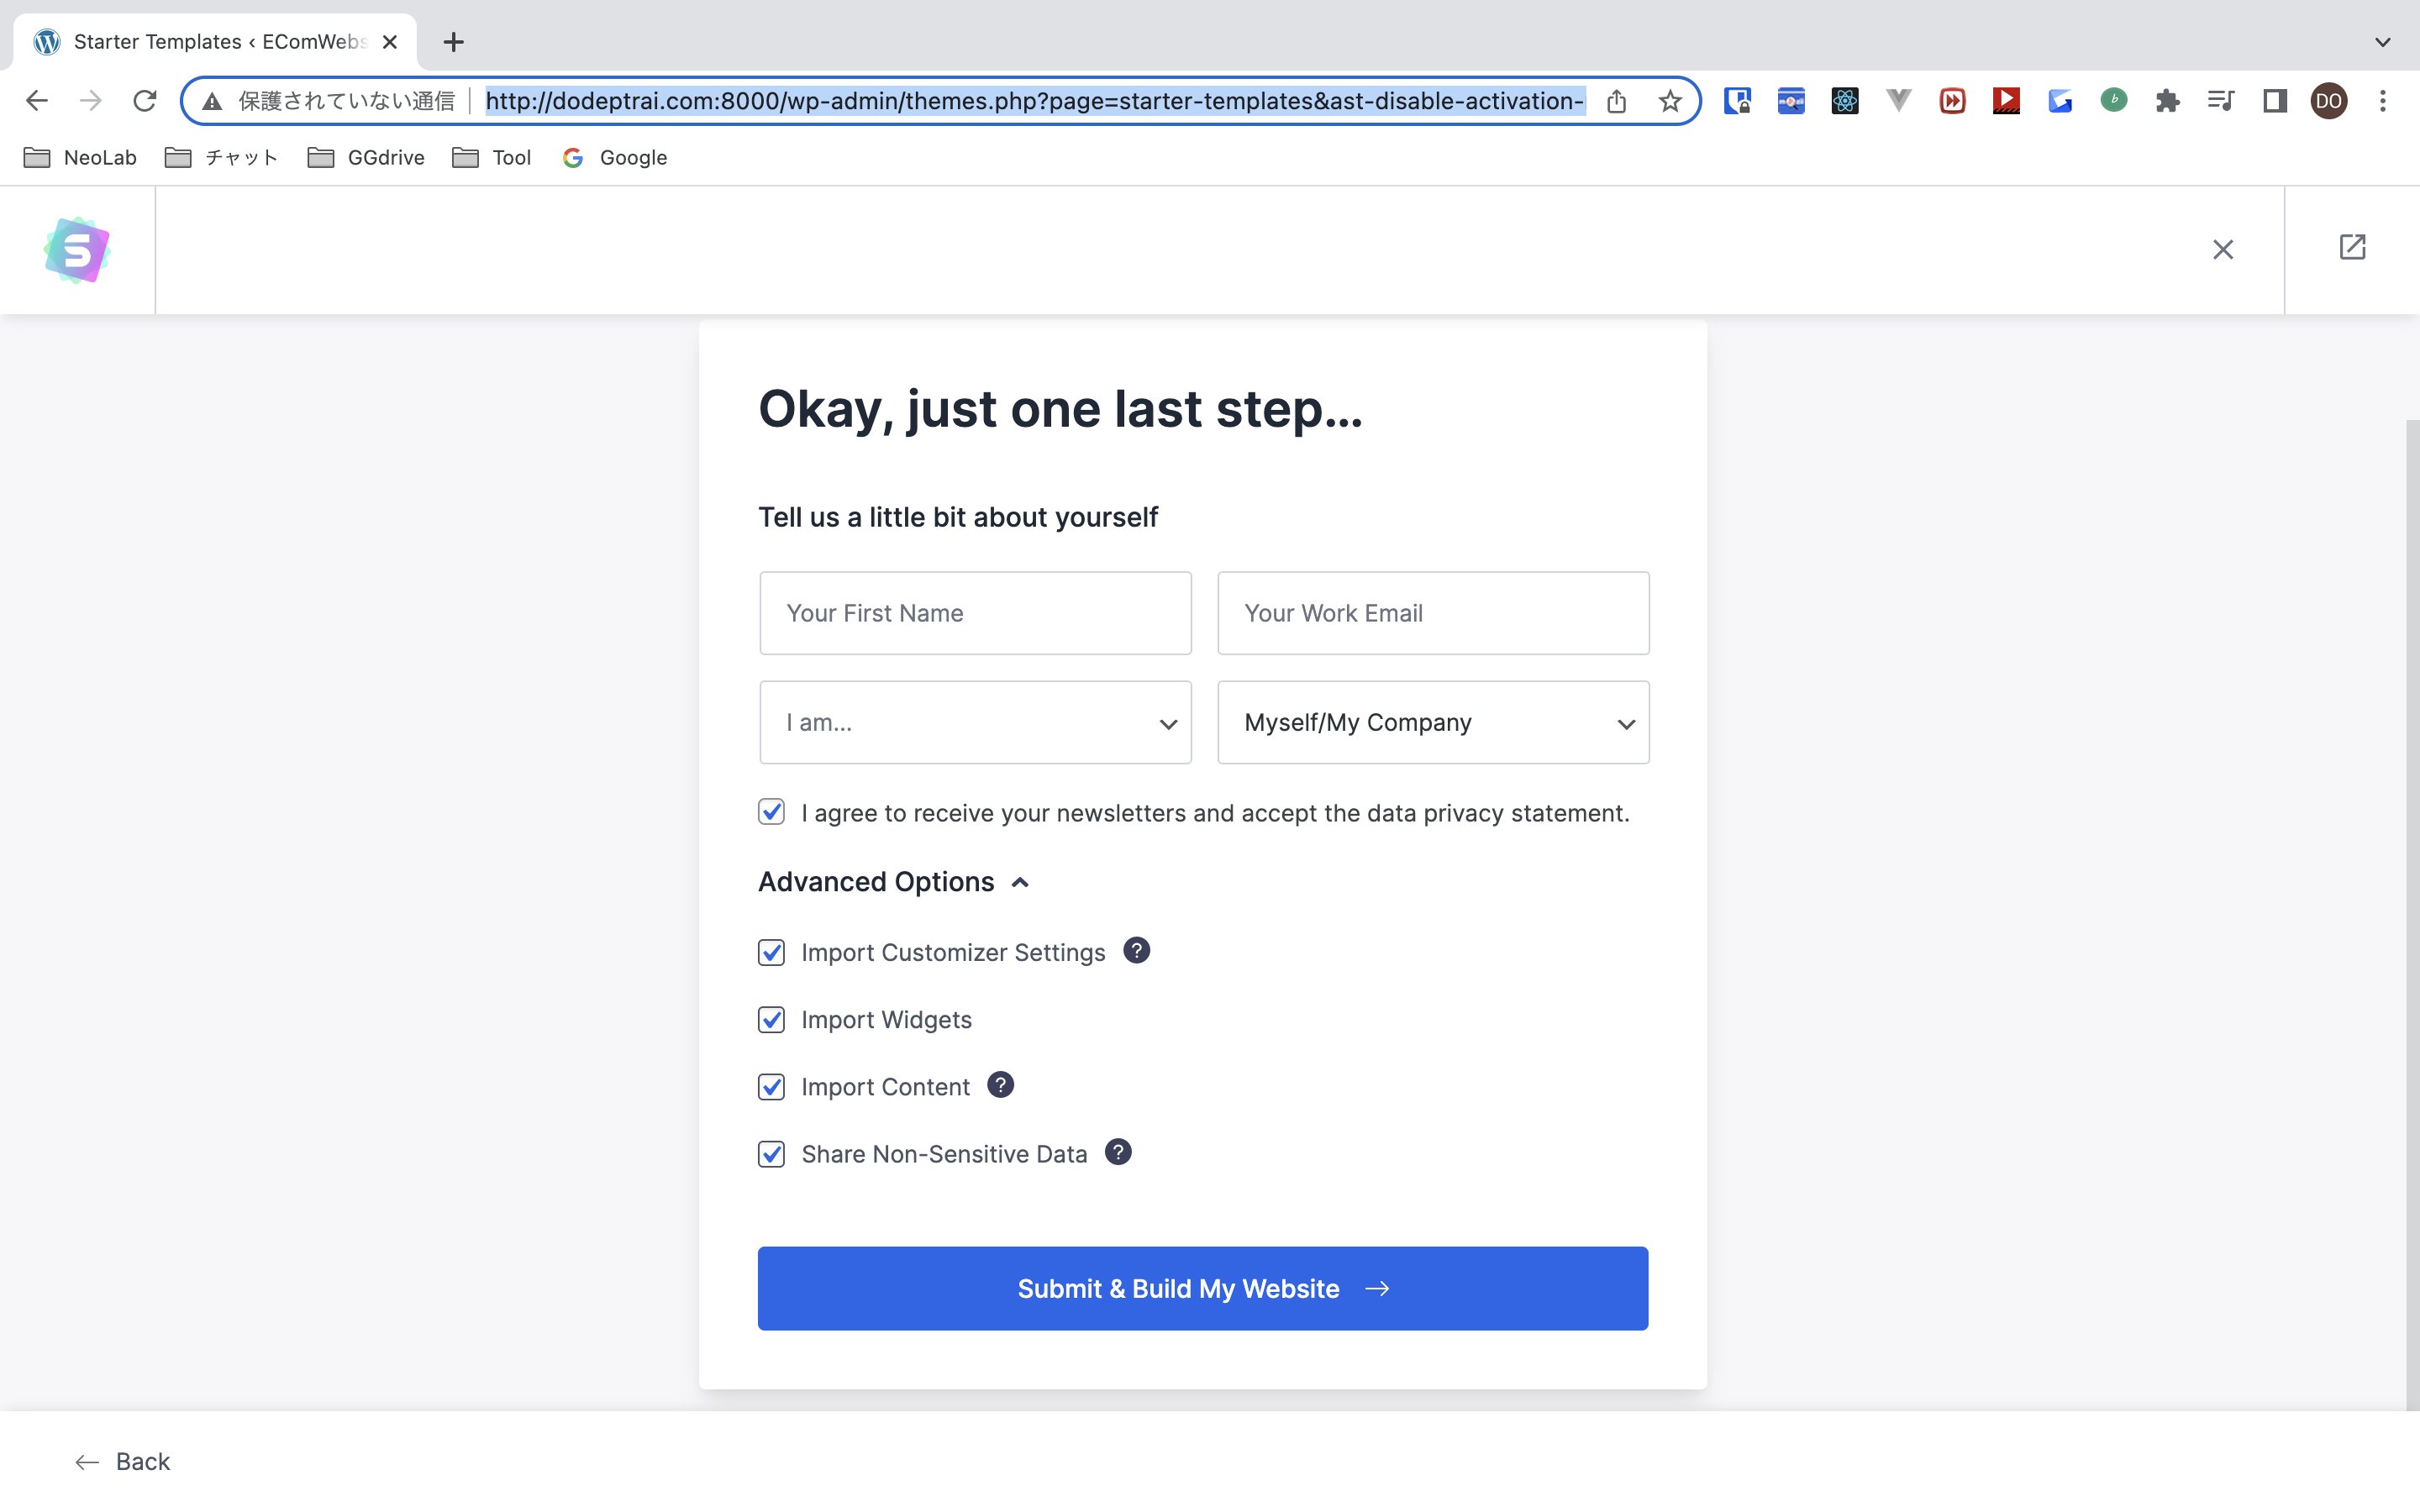 Starter Templates ‹ EComWebs
保護されていない通信
http://dodeptrai.com:8000/wp-admin/themes.php?page=starter-templates&ast-disable-activation-
DO
NeoLab
チャット
GGdrive
Tool
Google
S
Okay, just one last step...
Tell us a little bit about yourself
Your First Name
Your Work Email
I am...
Myself/My Company
I agree to receive your newsletters and accept the data privacy statement.
Advanced Options
Import Customizer Settings ?
Import Widgets
Import Content ?
Share Non-Sensitive Data ?
Submit & Build My Website →
← Back